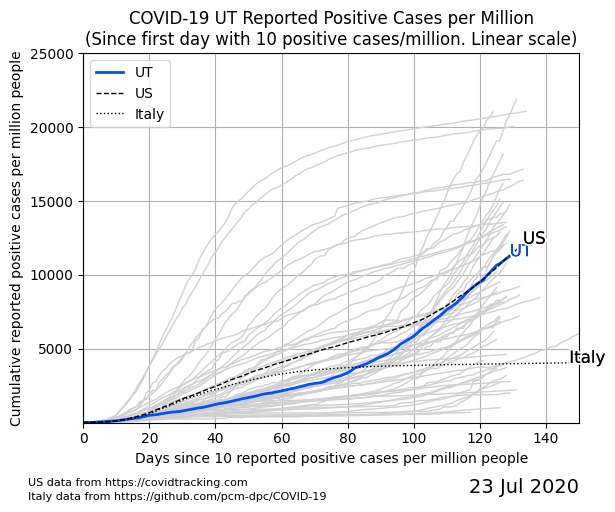 COVID-19 UT Reported Positive Cases per Million
(Since first day with 10 positive cases/million. Linear scale)
Cumulative reported positive cases per million people
25000
20000
15000
10000
5000
UT
US
Italy
US
UT
Italy
0
20
40
60
80
100
120
140
Days since 10 reported positive cases per million people
US data from https://covidtracking.com
Italy data from https://github.com/pcm-dpc/COVID-19
23 Jul 2020